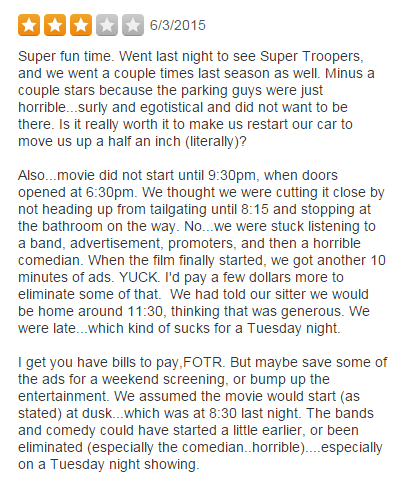 6/3/2015
Super fun time. Went last night to see Super Troopers,
and we went a couple times last season as well. Minus a
couple stars because the parking guys were just
horrible...surly and egotistical and did not want to be
there. Is it really worth it to make us restart our car to
move us up a half an inch (literally)?
Also...movie did not start until 9:30pm, when doors
opened at 6:30pm. We thought we were cutting it close by
not heading up from tailgating until 8:15 and stopping at
the bathroom on the way. No...we were stuck listening to
a band, advertisement, promoters, and then a horrible
comedian. When the film finally started, we got another 10
minutes of ads. YUCK. I'd pay a few dollars more to
eliminate some of that.  We had told our sitter we would
be home around 11:30, thinking that was generous. We
were late...which kind of sucks for a Tuesday night.
I get you have bills to pay,FOTR. But maybe save some of
the ads for a weekend screening, or bump up the
entertainment. We assumed the movie would start (as
stated) at dusk...which was at 8:30 last night. The bands
and comedy could have started a little earlier, or been
eliminated (especially the comedian..horrible)....especially
on a Tuesday night showing.